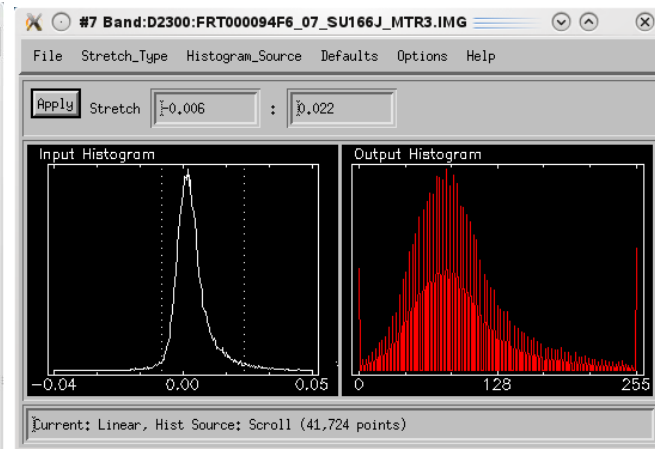 #7 Band:D2300:FRT000094F6_07_SU166J_MTR3.IMG
File Stretch_Type Histogram_Source Defaults Options Help
Apply Stretch -0.006 : 0.022
Input Histogram Output Histogram
-0.04 0.00 0.05 0 128 255
Current: Linear, Hist Source: Scroll (41,724 points)